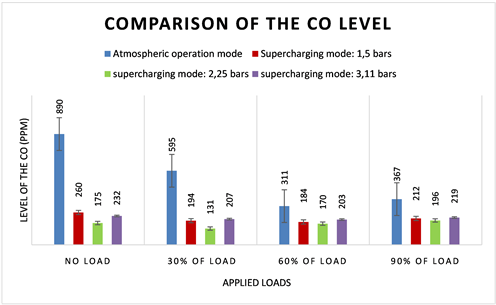 COMPARISON OF THE CO LEVEL
Atmospheric operation mode
Supercharging mode: 1,5 bars
supercharging mode: 2,25 bars
supercharging mode: 3,11 bars
LEVEL OF THE CO (PPM)
890
260
175
232
595
194
131
207
311
184
170
203
367
212
196
219
NO LOAD
30% OF LOAD
60% OF LOAD
90% OF LOAD
APPLIED LOADS